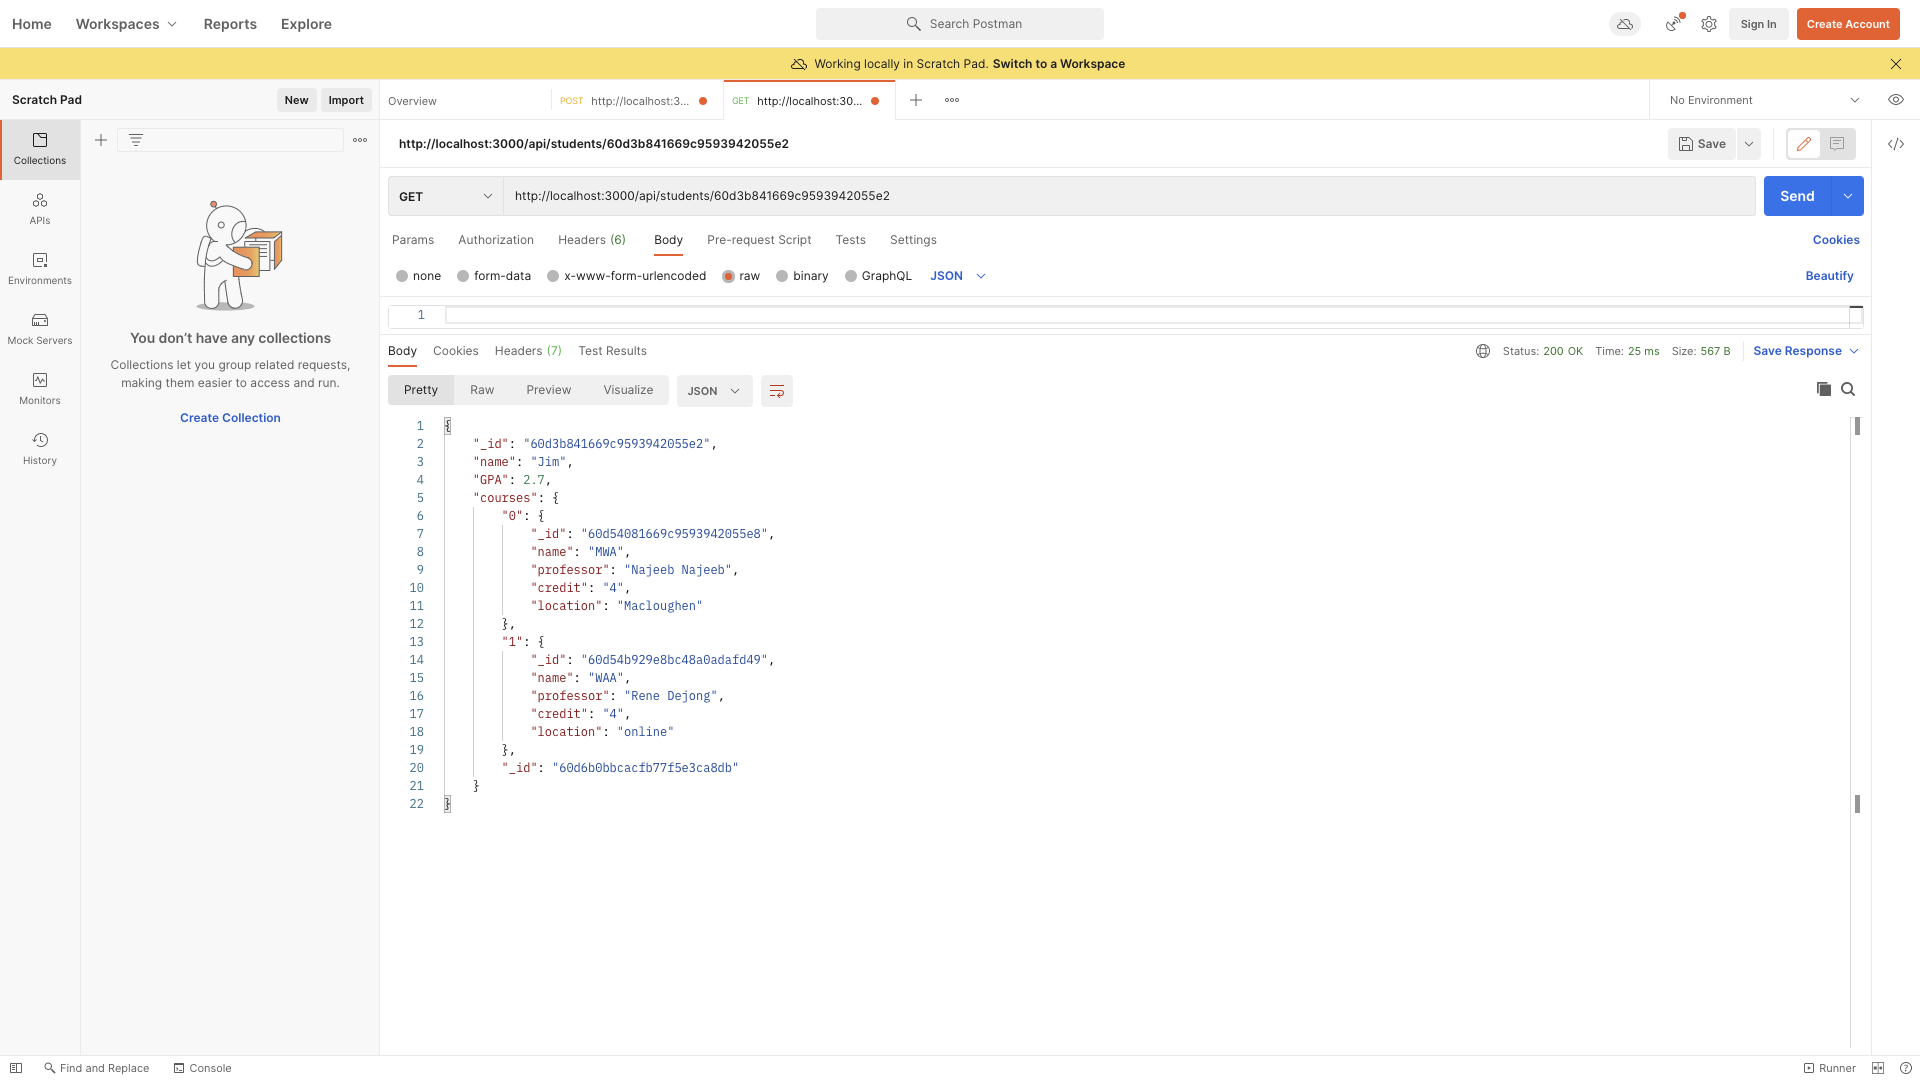 Home Workspaces Reports Explore Search Postman Sign In Create Account
Working locally in Scratch Pad. Switch to a Workspace
Scratch Pad New Import Overview POST http://localhost:3... GET http://localhost:30... No Environment
http://localhost:3000/api/students/60d3b841669c9593942055e2 Save
GET http://localhost:3000/api/students/60d3b841669c9593942055e2 Send
Params Authorization Headers (6) Body Pre-request Script Tests Settings Cookies
none form-data x-www-form-urlencoded raw binary GraphQL JSON Beautify
1
Body Cookies Headers (7) Test Results Status: 200 OK Time: 25 ms Size: 567 B Save Response
Pretty Raw Preview Visualize JSON
Collections
APIs
Environments
Mock Servers
Monitors
History
You don't have any collections
Collections let you group related requests,
making them easier to access and run.
Create Collection
1 {
2 "_id": "60d3b841669c9593942055e2",
3 "name": "Jim",
4 "GPA": 2.7,
5 "courses": {
6 "0": {
7 "_id": "60d54081669c9593942055e8",
8 "name": "MWA",
9 "professor": "Najeeb Najeeb",
10 "credit": "4",
11 "location": "Macloughen"
12 },
13 "1": {
14 "_id": "60d54b929e8bc48a0adafd49",
15 "name": "WAA",
16 "professor": "Rene Dejong",
17 "credit": "4",
18 "location": "online"
19 },
20 "_id": "60d6b0bbcacfb77f5e3ca8db"
21 }
22 }
Find and Replace Console Runner